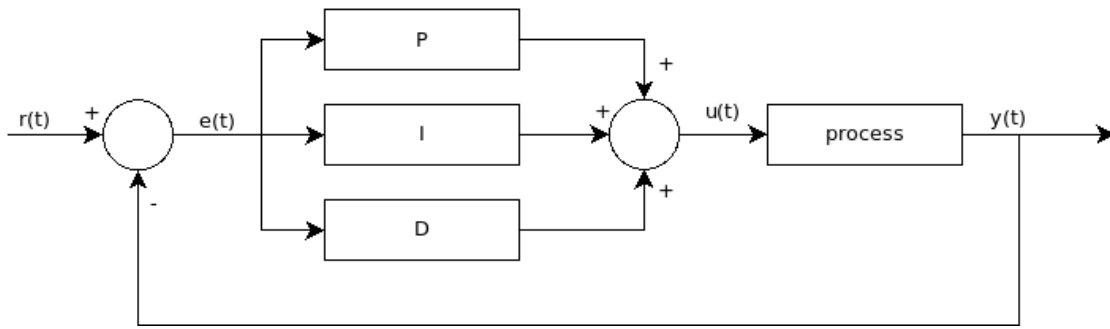 P
+
r(t)
+
e(t)
I
+
u(t)
process
y(t)
-
D
+